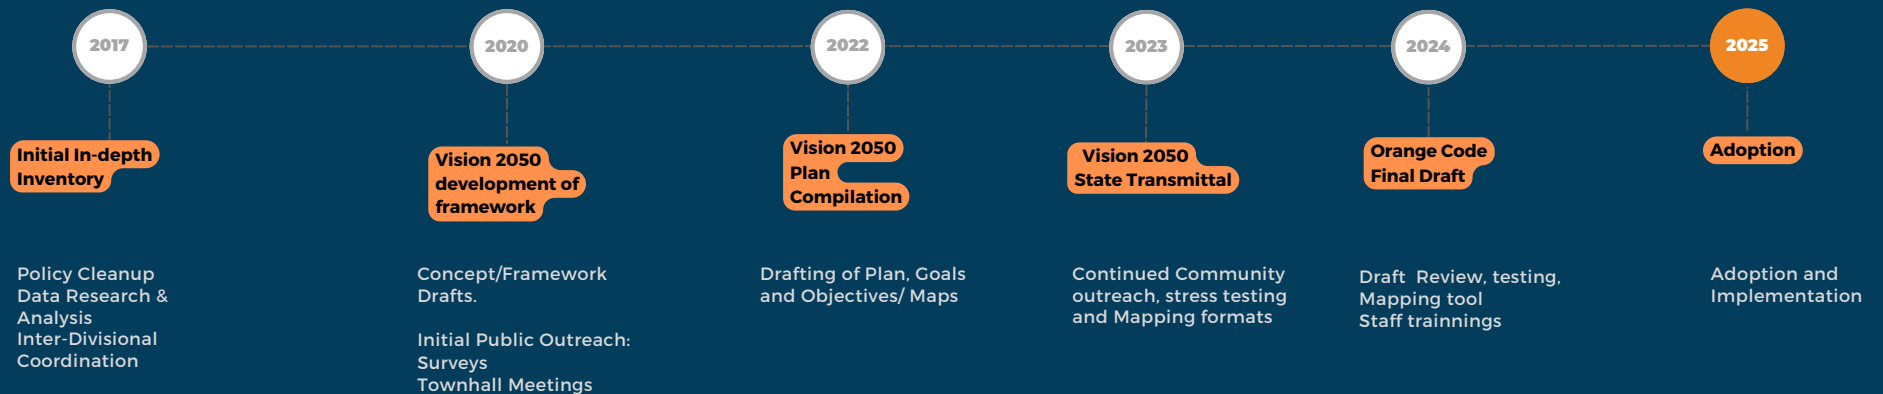 2017
2020
2022
2023
2024
2025
Initial In-depth
Inventory
Vision 2050
development of
framework
Vision 2050
Plan
Compilation
Vision 2050
State Transmittal
Orange Code
Final Draft
Adoption
Policy Cleanup
Data Research &
Analysis
Inter-Divisional
Coordination
Concept/Framework
Drafts.
Initial Public Outreach:
Surveys
Townhall Meetings
Drafting of Plan, Goals
and Objectives/ Maps
Continued Community
outreach, stress testing
and Mapping formats
Draft  Review, testing,
Mapping tool
Staff trainnings
Adoption and
Implementation